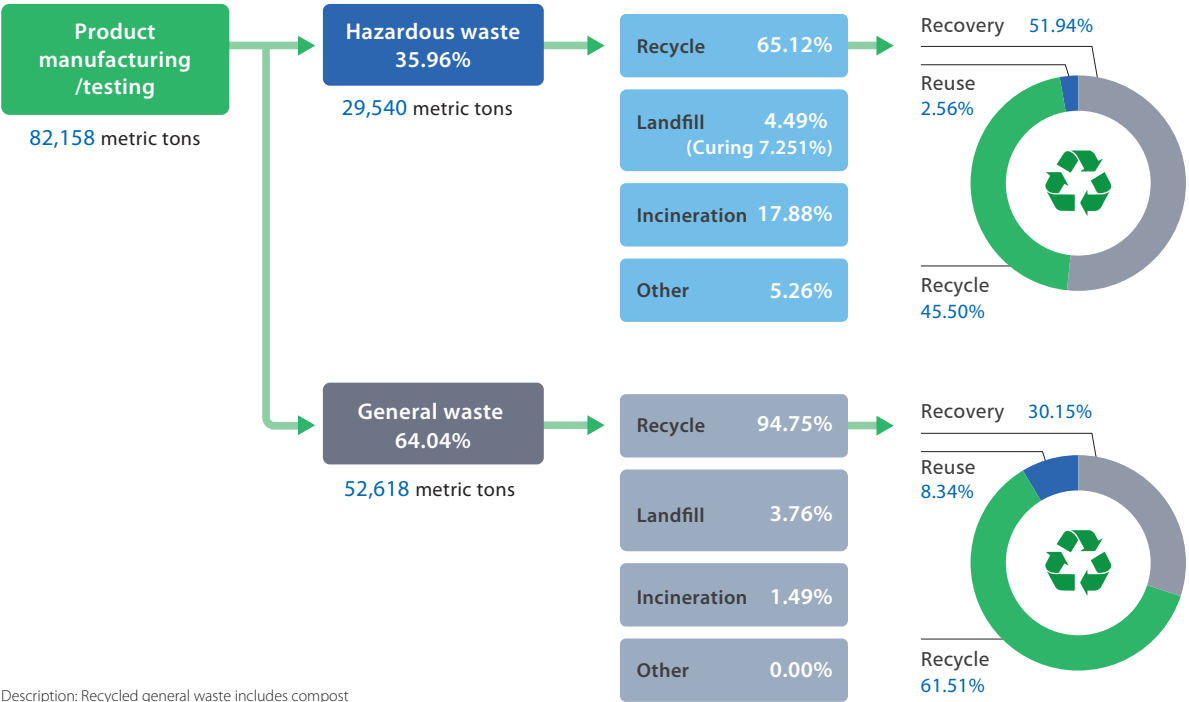 Product
manufacturing
/testing
82,158 metric tons
Hazardous waste
35.96%
29,540 metric tons
Recycle 65.12%
Landfill 4.49%
(Curing 7.251%)
Incineration 17.88%
Other 5.26%
Recovery 51.94%
Reuse
2.56%
Recycle
45.50%
General waste
64.04%
52,618 metric tons
Recycle 94.75%
Landfill 3.76%
Incineration 1.49%
Other 0.00%
Recovery 30.15%
Reuse
8.34%
Recycle
61.51%
Description: Recycled general waste includes compost